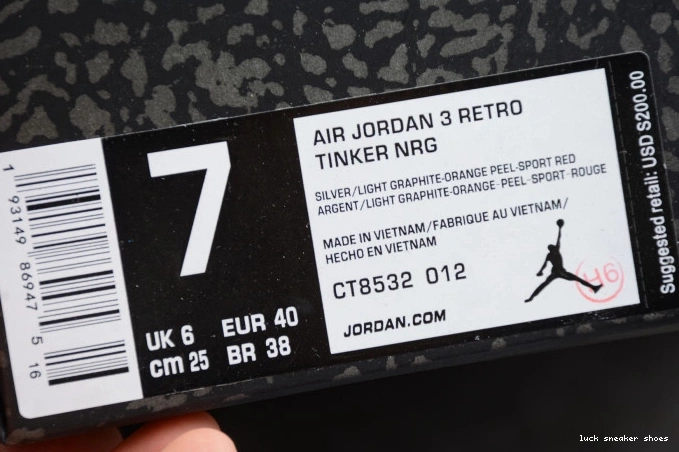 1
93149 86947 5 16
7
UK 6 EUR 40
cm 25 BR 38
AIR JORDAN 3 RETRO
TINKER NRG
SILVER/LIGHT GRAPHITE-ORANGE PEEL-SPORT RED
ARGENT/LIGHT GRAPHITE-ORANGE-PEEL-SPORT-ROUGE
MADE IN VIETNAM/FABRIQUE AU VIETNAM/
HECHO EN VIETNAM
CT8532 012
JORDAN.COM
Suggested retail: USD S200.00
luck sneaker shoes